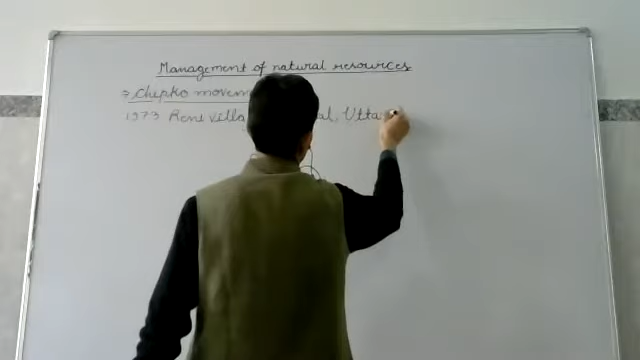 Management of natural resources
Chipko movem
1973 Reni villa al, Utta